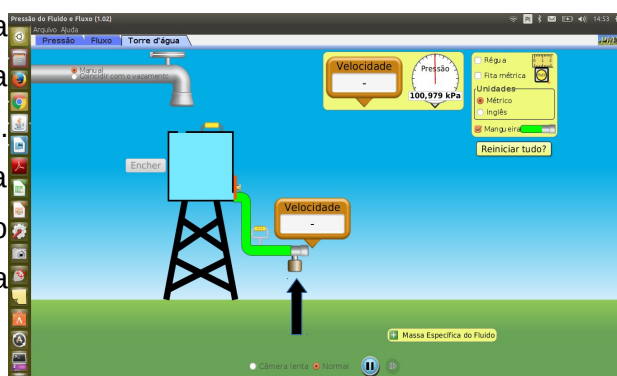 Pressão do Fluido e Fluxo (1.02)
Pt
14:53
Arquivo Ajuda
Pressão Fluxo Torre d'água
Manual
Coincidir com o vazamento
Velocidade
-
Pressão
100,979 kPa
Régua
Fita métrica
Unidades
Métrico
Inglês
Mangueira
Reiniciar tudo?
Encher
Velocidade
-
Massa Específica do Fluido
Câmera lenta Normal
a
a
.
a
o
a